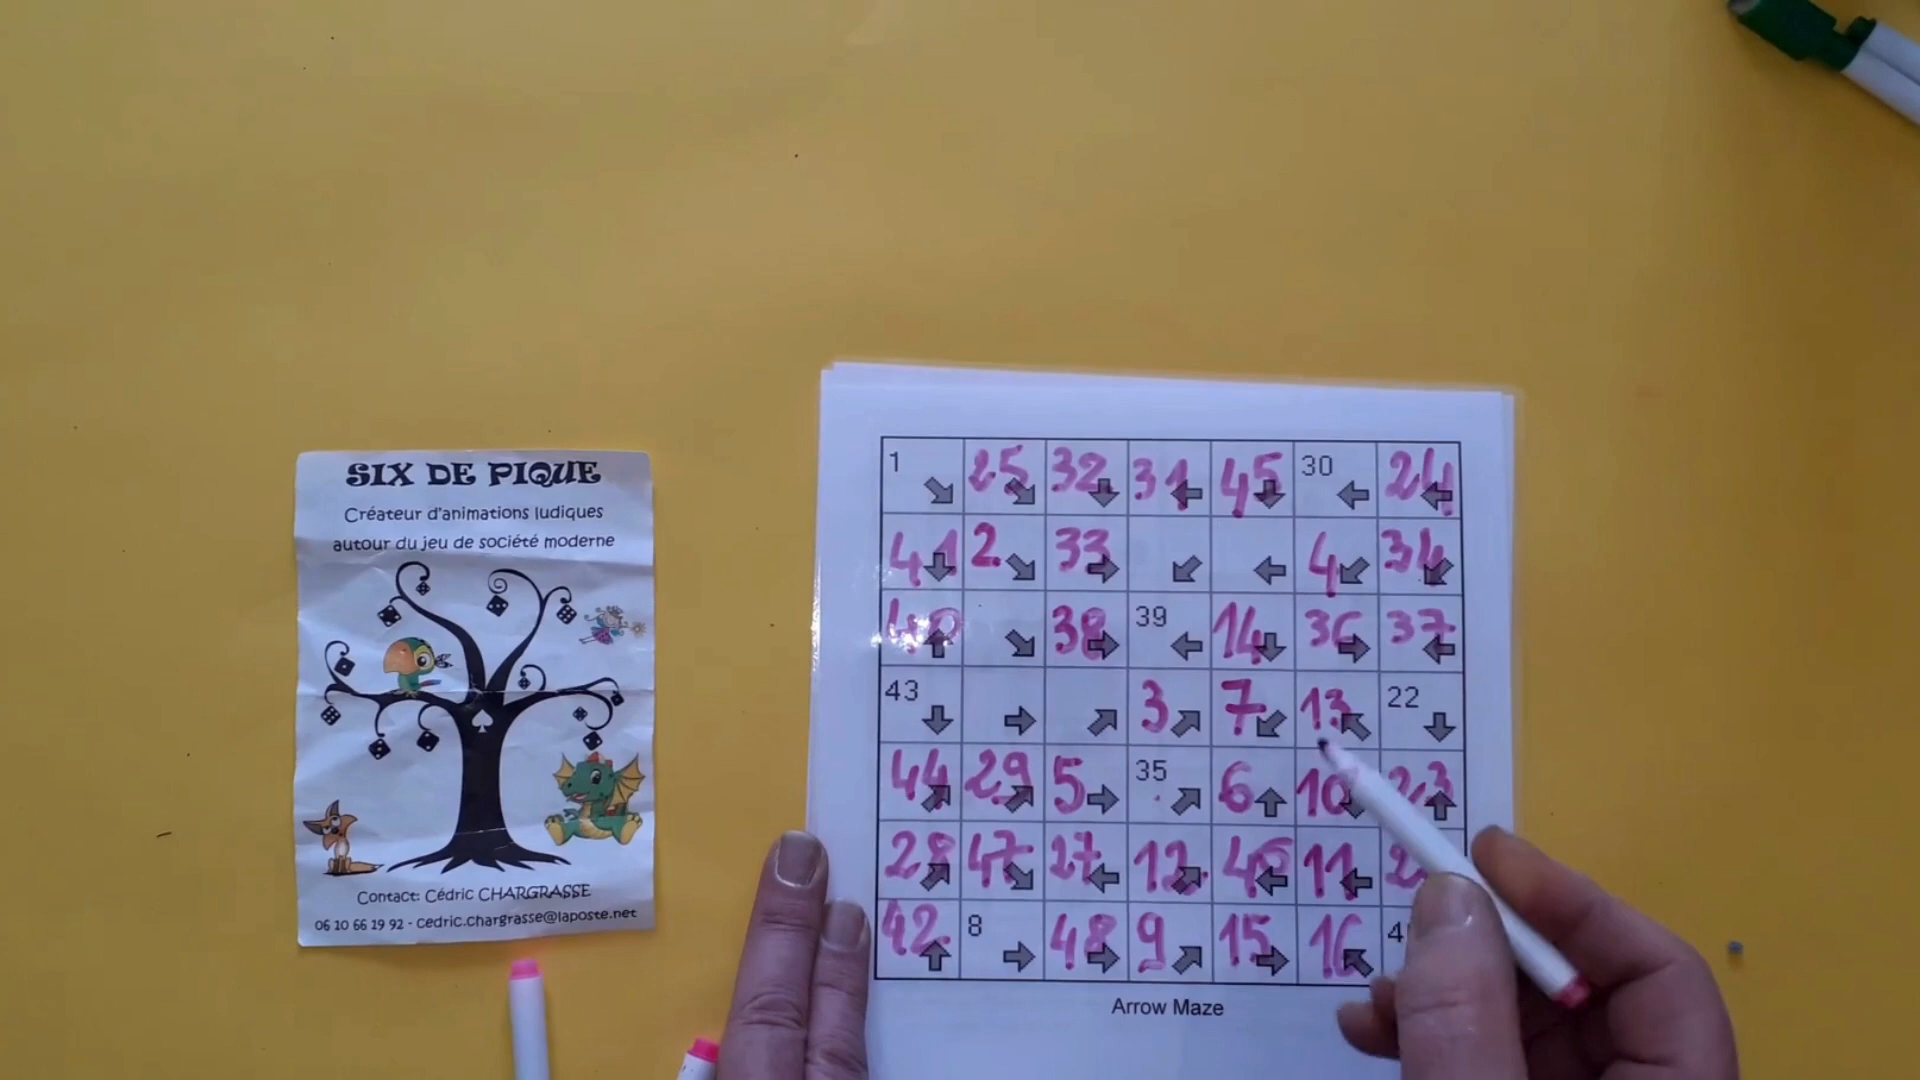 SIX DE PIQUE
Créateur d'animations ludiques
autour du jeu de société moderne
Contact: Cédric CHARGRASSE
06 10 66 19 92 - cedric.chargrasse@laposte.net
1 25 32 31 45 30 24
41 2 33 4 34
40 38 39 14 36 37
43 3 7 13 22
44 29 5 35 6 10 23
28 47 27 12 46 11
42 8 48 9 15 16
Arrow Maze